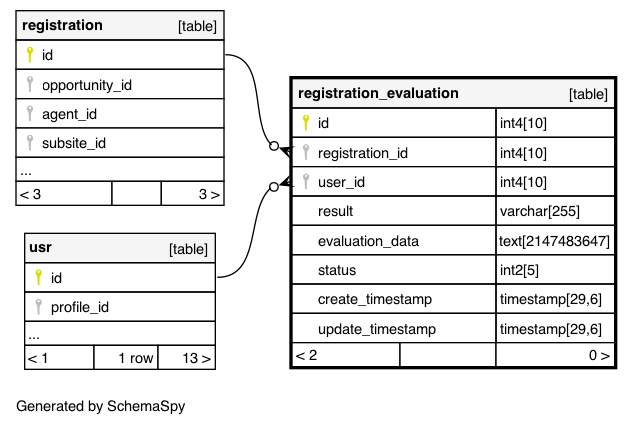 registration [table]
id
opportunity_id
agent_id
subsite_id
...
< 3 3 >
registration_evaluation [table]
id int4[10]
registration_id int4[10]
user_id int4[10]
result varchar[255]
evaluation_data text[2147483647]
status int2[5]
create_timestamp timestamp[29,6]
update_timestamp timestamp[29,6]
< 2 0 >
usr [table]
id
profile_id
...
< 1 1 row 13 >
Generated by SchemaSpy